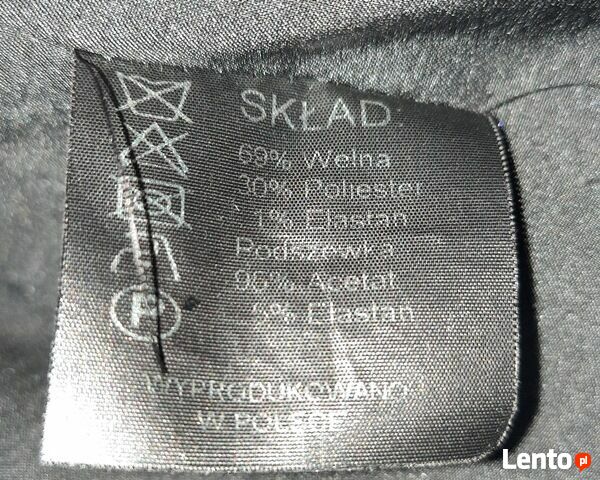 SKŁAD:
69% Wełna
30% Poliester
1% Elastan
Podszewka
95% Acetat
5% Elastan
P
WYPRODUKOWANO
W POLSCE
Lento.pl